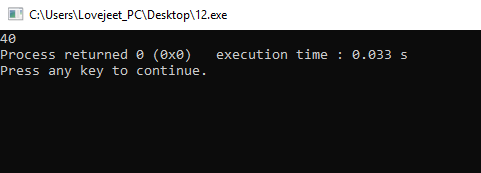 C:\Users\Lovejeet_PC\Desktop\12.exe
40
Process returned 0 (0x0)   execution time : 0.033 s
Press any key to continue.